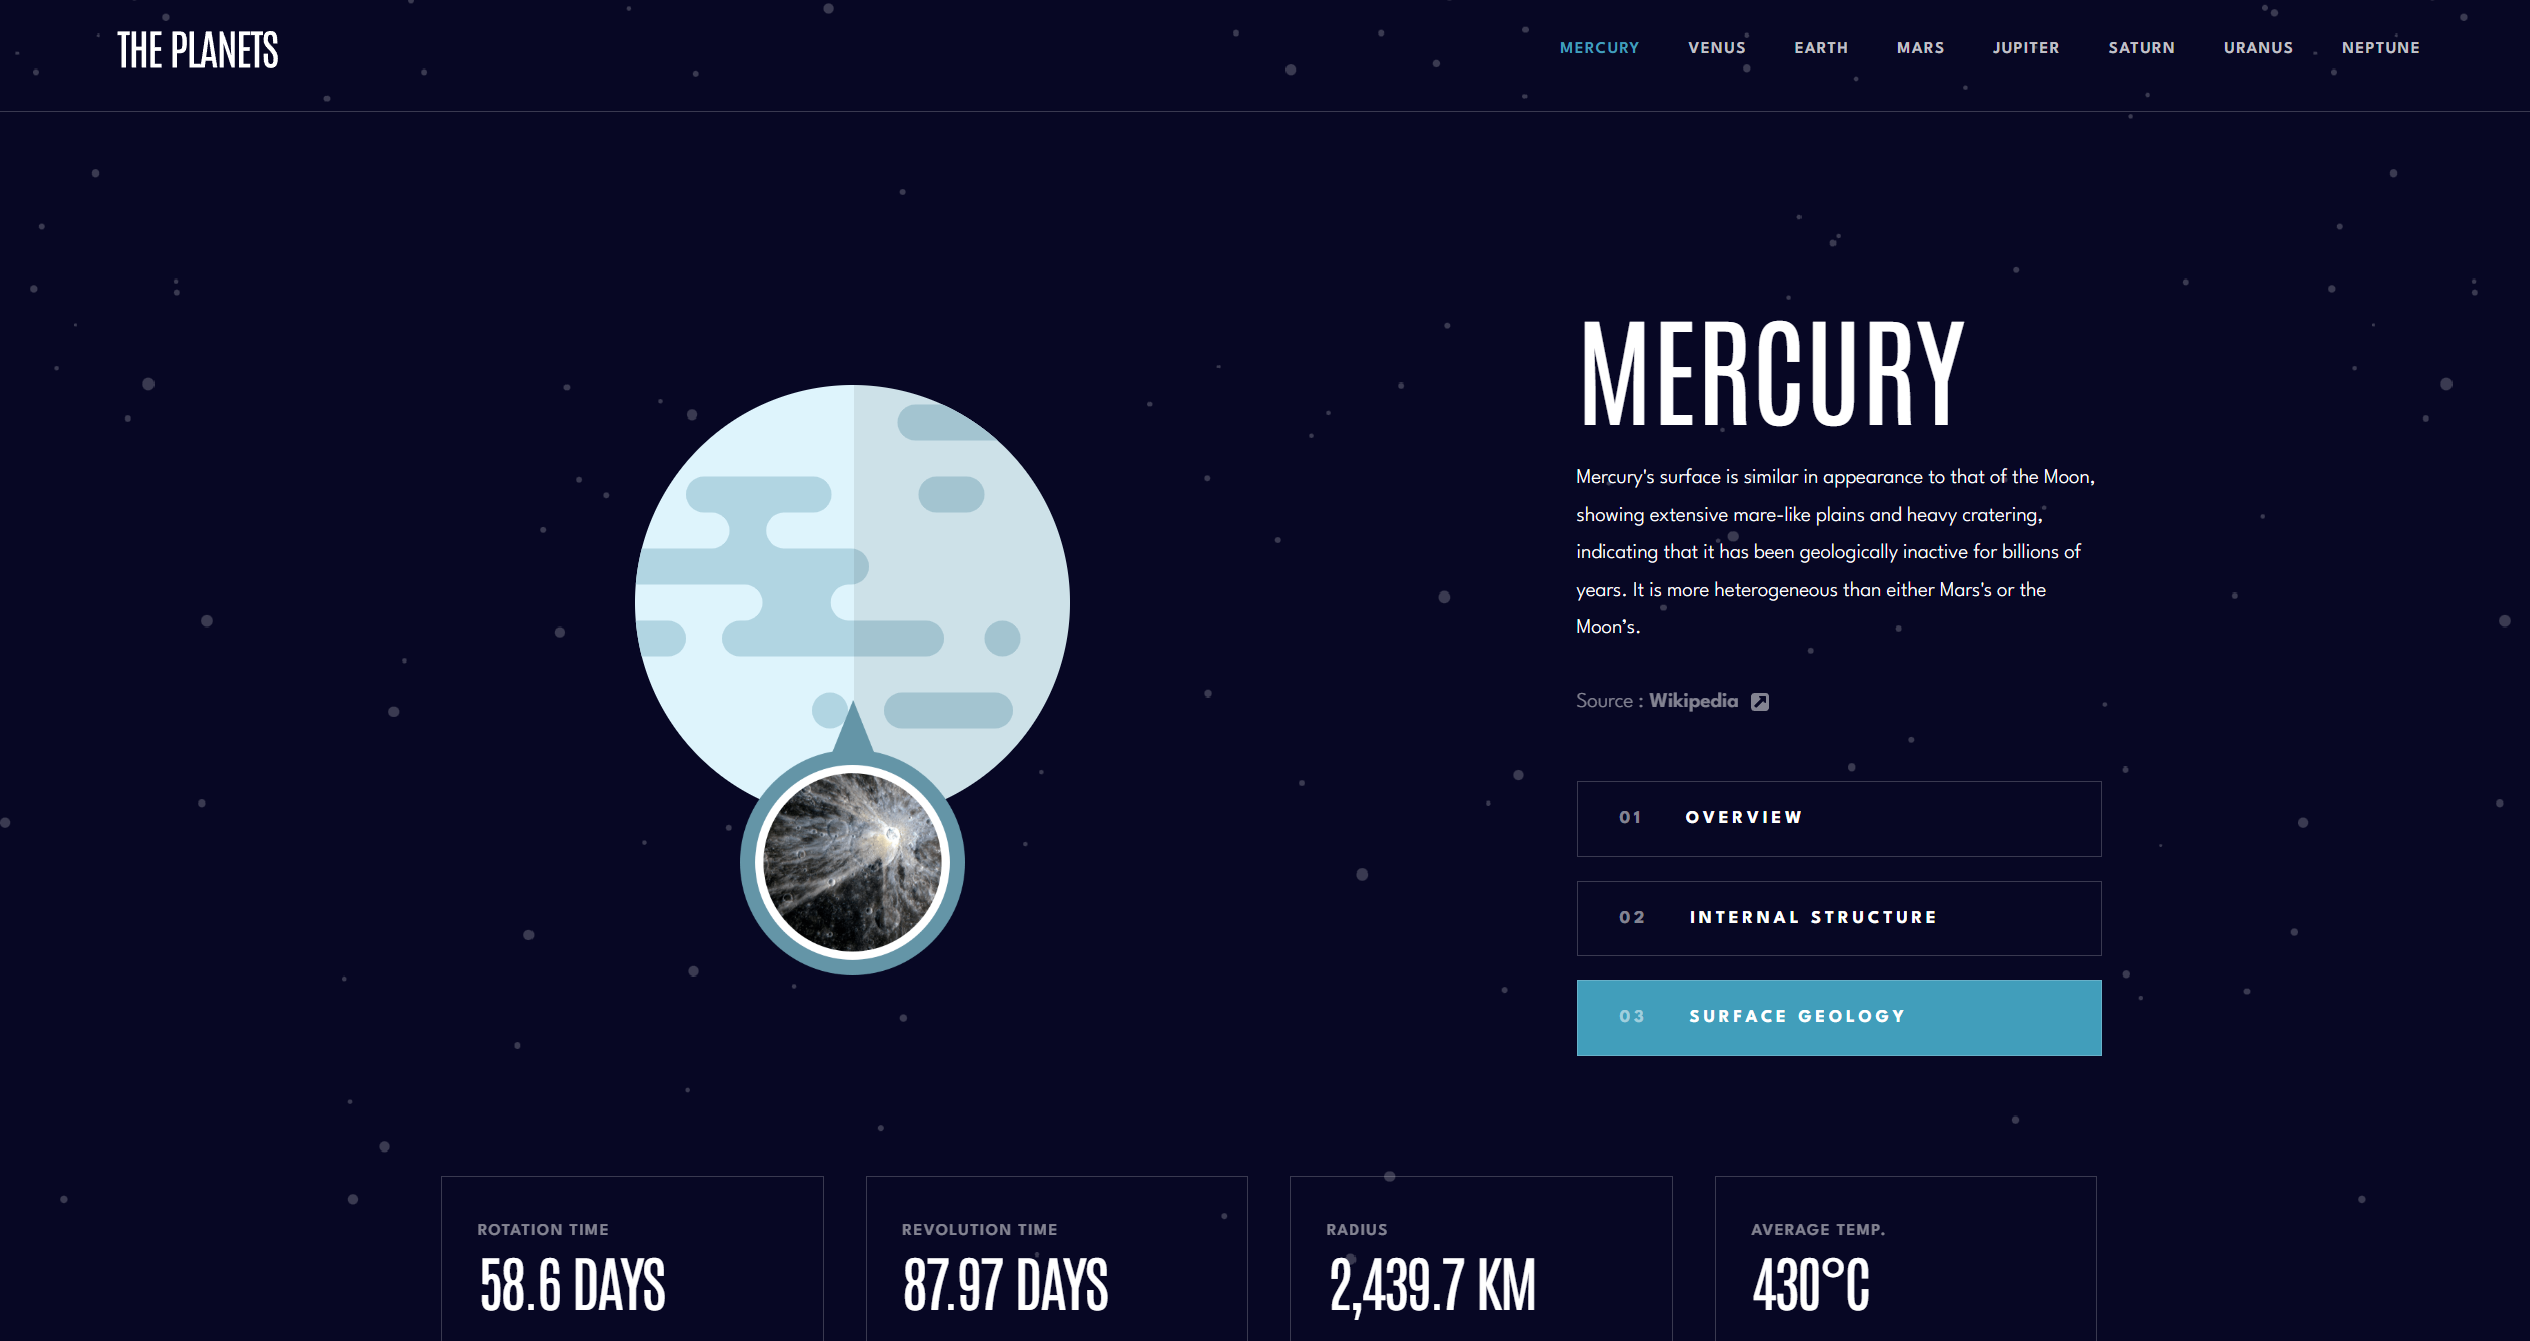 THE PLANETS
MERCURY VENUS EARTH MARS JUPITER SATURN URANUS NEPTUNE
MERCURY
Mercury's surface is similar in appearance to that of the Moon,
showing extensive mare-like plains and heavy cratering,
indicating that it has been geologically inactive for billions of
years. It is more heterogeneous than either Mars's or the
Moon’s.
Source : Wikipedia
01 OVERVIEW
02 INTERNAL STRUCTURE
03 SURFACE GEOLOGY
ROTATION TIME
58.6 DAYS
REVOLUTION TIME
87.97 DAYS
RADIUS
2,439.7 KM
AVERAGE TEMP.
430°C